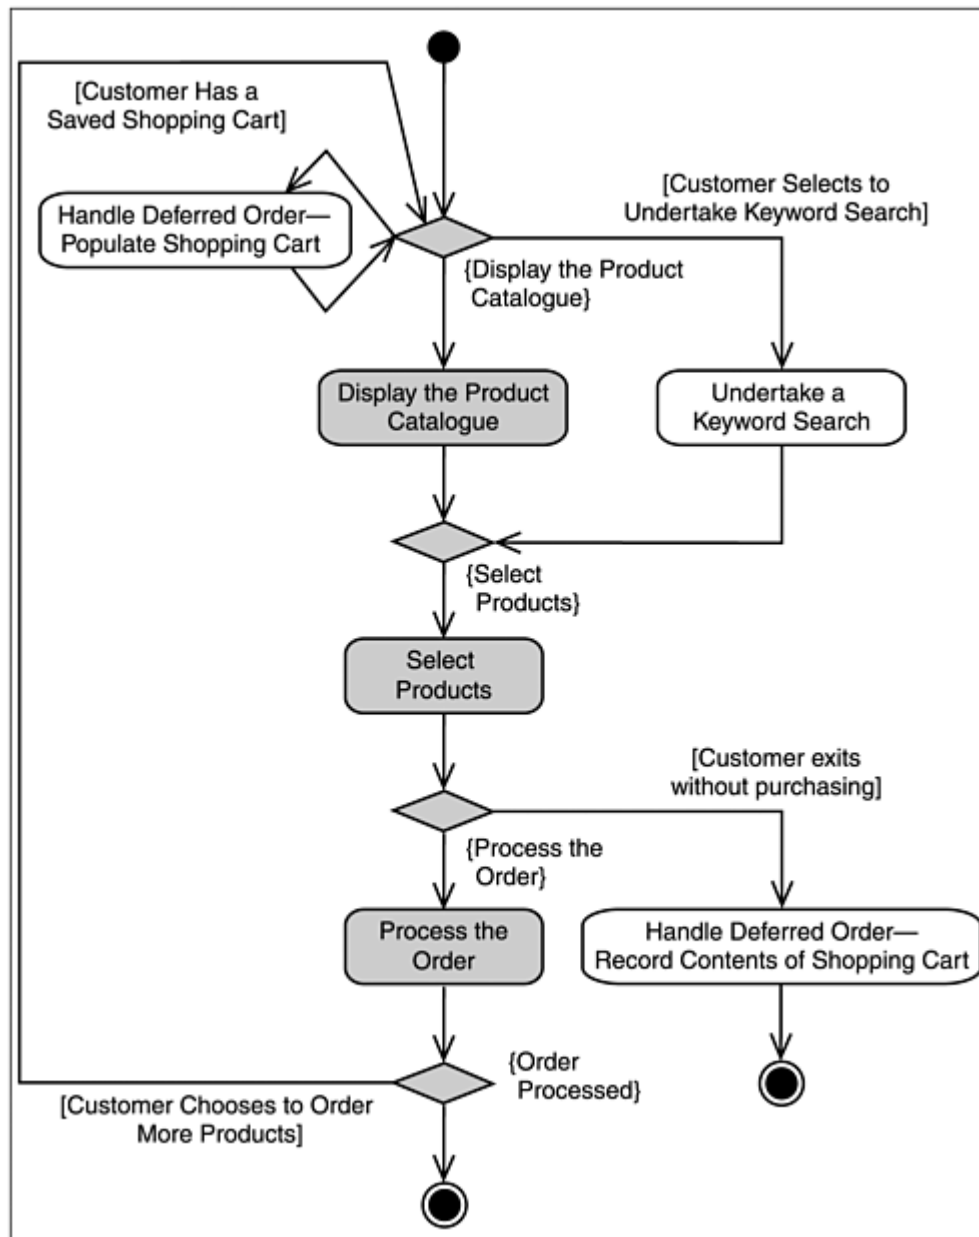 [Customer Has a
Saved Shopping Cart]
[Customer Selects to
Undertake Keyword Search]
Handle Deferred Order—
Populate Shopping Cart
{Display the Product
Catalogue}
Display the Product
Catalogue
Undertake a
Keyword Search
{Select
Products}
Select
Products
[Customer exits
without purchasing]
{Process the
Order}
Process the
Order
Handle Deferred Order—
Record Contents of Shopping Cart
{Order
Processed}
[Customer Chooses to Order
More Products]